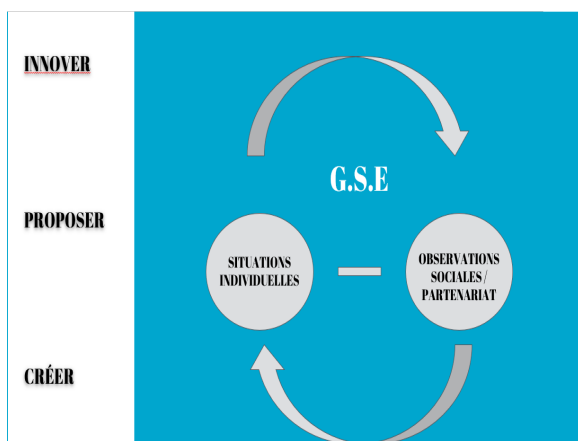 INNOVER
G.S.E
PROPOSER
SITUATIONS
INDIVIDUELLES
OBSERVATIONS
SOCIALES /
PARTENARIAT
CRÉER